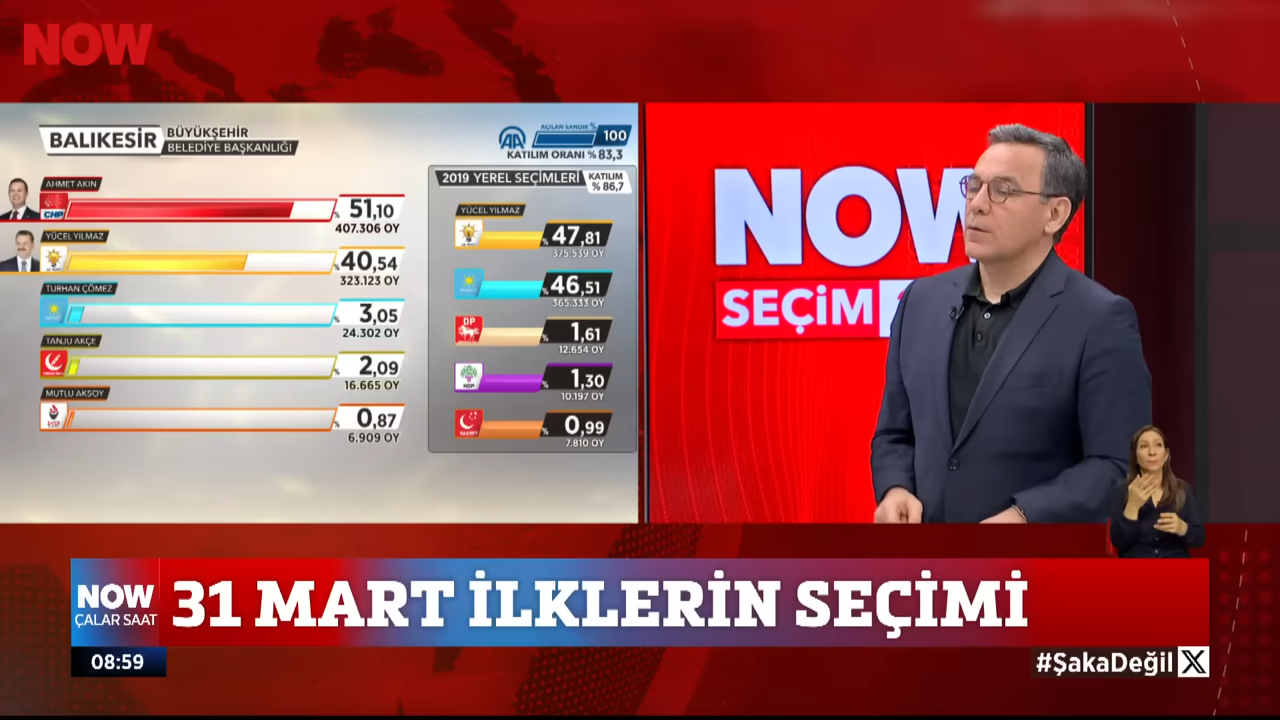 NOW
BALIKESİR
BÜYÜKŞEHİR
BELEDİYE BAŞKANLIĞI
AA
AÇILAN SANDIK %
100
KATILIM ORANI %83,3
AHMET AKIN
CHP
% 51,10
407.306 OY
YÜCEL YILMAZ
% 40,54
323.123 OY
TURHAN ÇÖMEZ
% 3,05
24.302 OY
TANJU AKÇE
% 2,09
16.665 OY
MUTLU AKSOY
% 0,87
6.909 OY
2019 YEREL SEÇİMLERİ
KATILIM
% 86,7
YÜCEL YILMAZ
% 47,81
375.539 OY
% 46,51
365.333 OY
DP
% 1,61
12.654 OY
HDP
% 1,30
10.197 OY
SAADET
% 0,99
7.810 OY
NOW
SEÇİM
NOW
ÇALAR SAAT
31 MART İLKLERİN SEÇİMİ
08:59
#ŞakaDeğil X